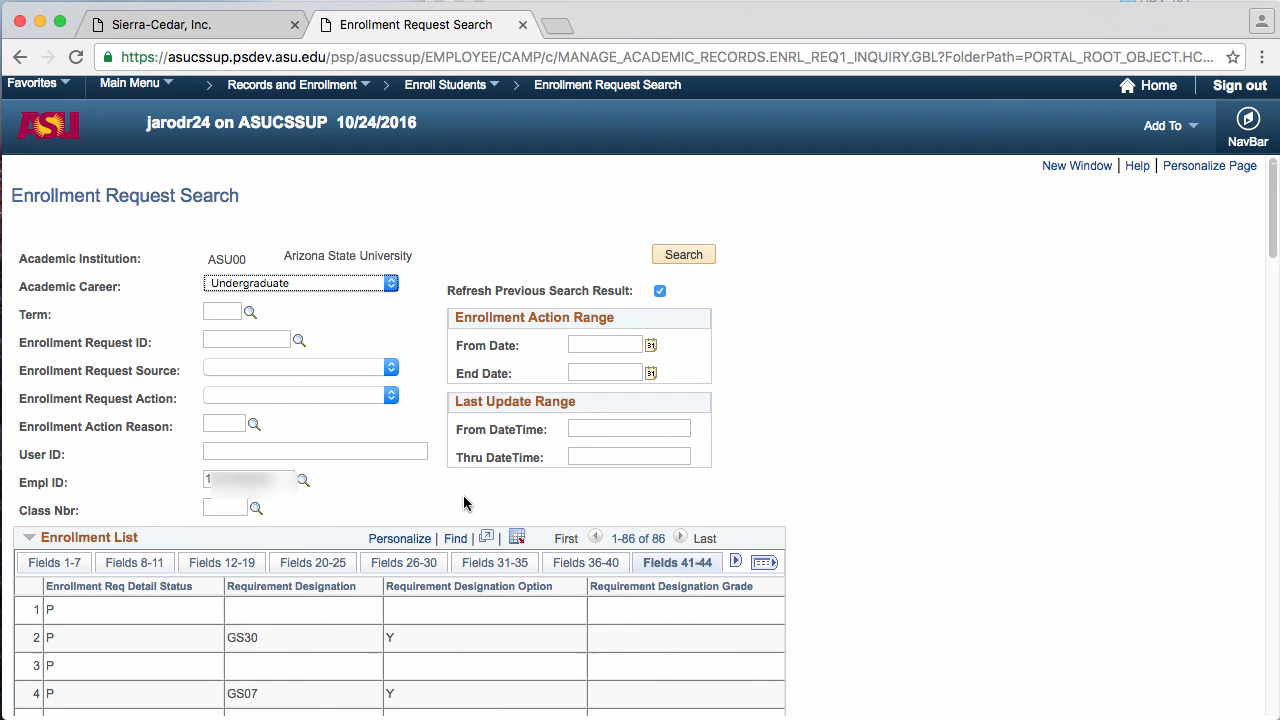 Sierra-Cedar, Inc.
Enrollment Request Search
https://asucssup.psdev.asu.edu/psp/asucssup/EMPLOYEE/CAMP/c/MANAGE_ACADEMIC_RECORDS.ENRL_REQ1_INQUIRY.GBL?FolderPath=PORTAL_ROOT_OBJECT.HC...
Favorites Main Menu > Records and Enrollment > Enroll Students > Enrollment Request Search Home Sign out
ASU jarodr24 on ASUCSSUP 10/24/2016 Add To NavBar
New Window | Help | Personalize Page
Enrollment Request Search
Academic Institution: ASU00 Arizona State University Search
Academic Career: Undergraduate Refresh Previous Search Result:
Term: Enrollment Action Range
Enrollment Request ID: From Date: 31
Enrollment Request Source: End Date: 31
Enrollment Request Action: Last Update Range
Enrollment Action Reason: From DateTime:
User ID: Thru DateTime:
Empl ID: 1
Class Nbr:
Enrollment List Personalize | Find | | First 1-86 of 86 Last
Fields 1-7 Fields 8-11 Fields 12-19 Fields 20-25 Fields 26-30 Fields 31-35 Fields 36-40 Fields 41-44
Enrollment Req Detail Status Requirement Designation Requirement Designation Option Requirement Designation Grade
1 P
2 P GS30 Y
3 P
4 P GS07 Y